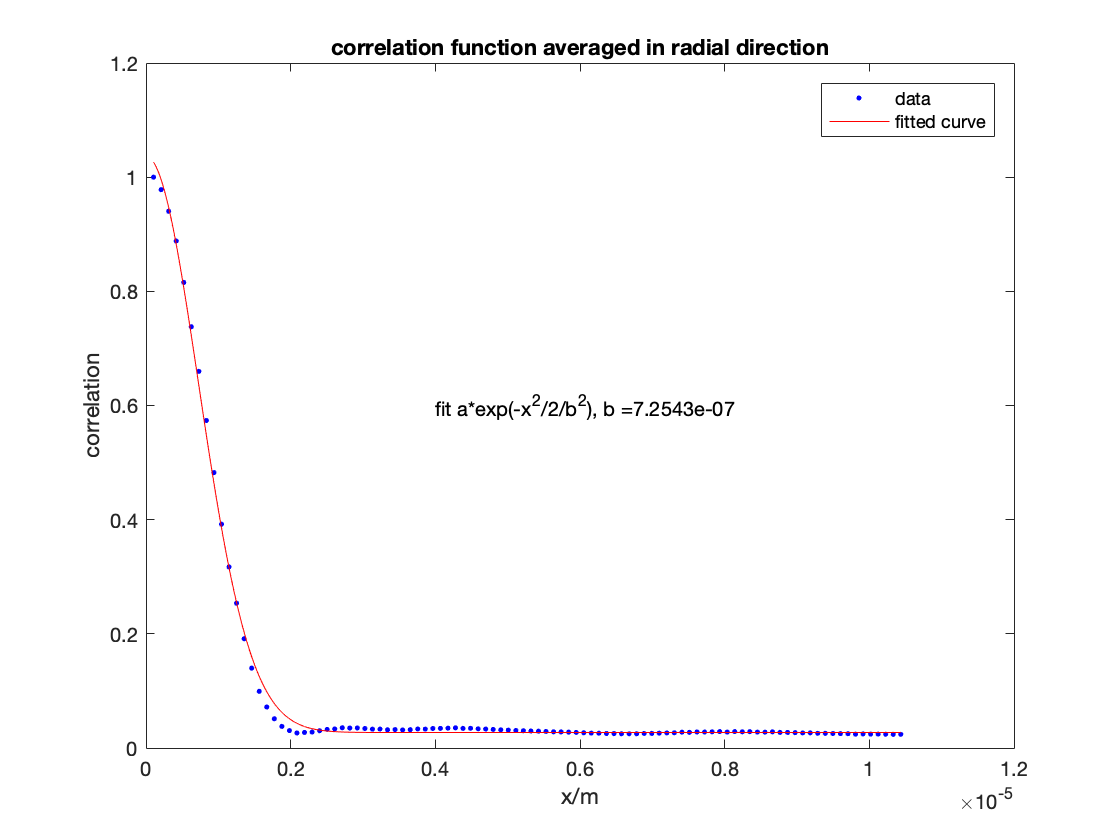 correlation function averaged in radial direction
1.2
1
0.8
0.6
0.4
0.2
0
correlation
data
fitted curve
fit a*exp(-x²/2/b²), b =7.2543e-07
0 0.2 0.4 0.6 0.8 1 1.2
x/m
×10⁻⁵